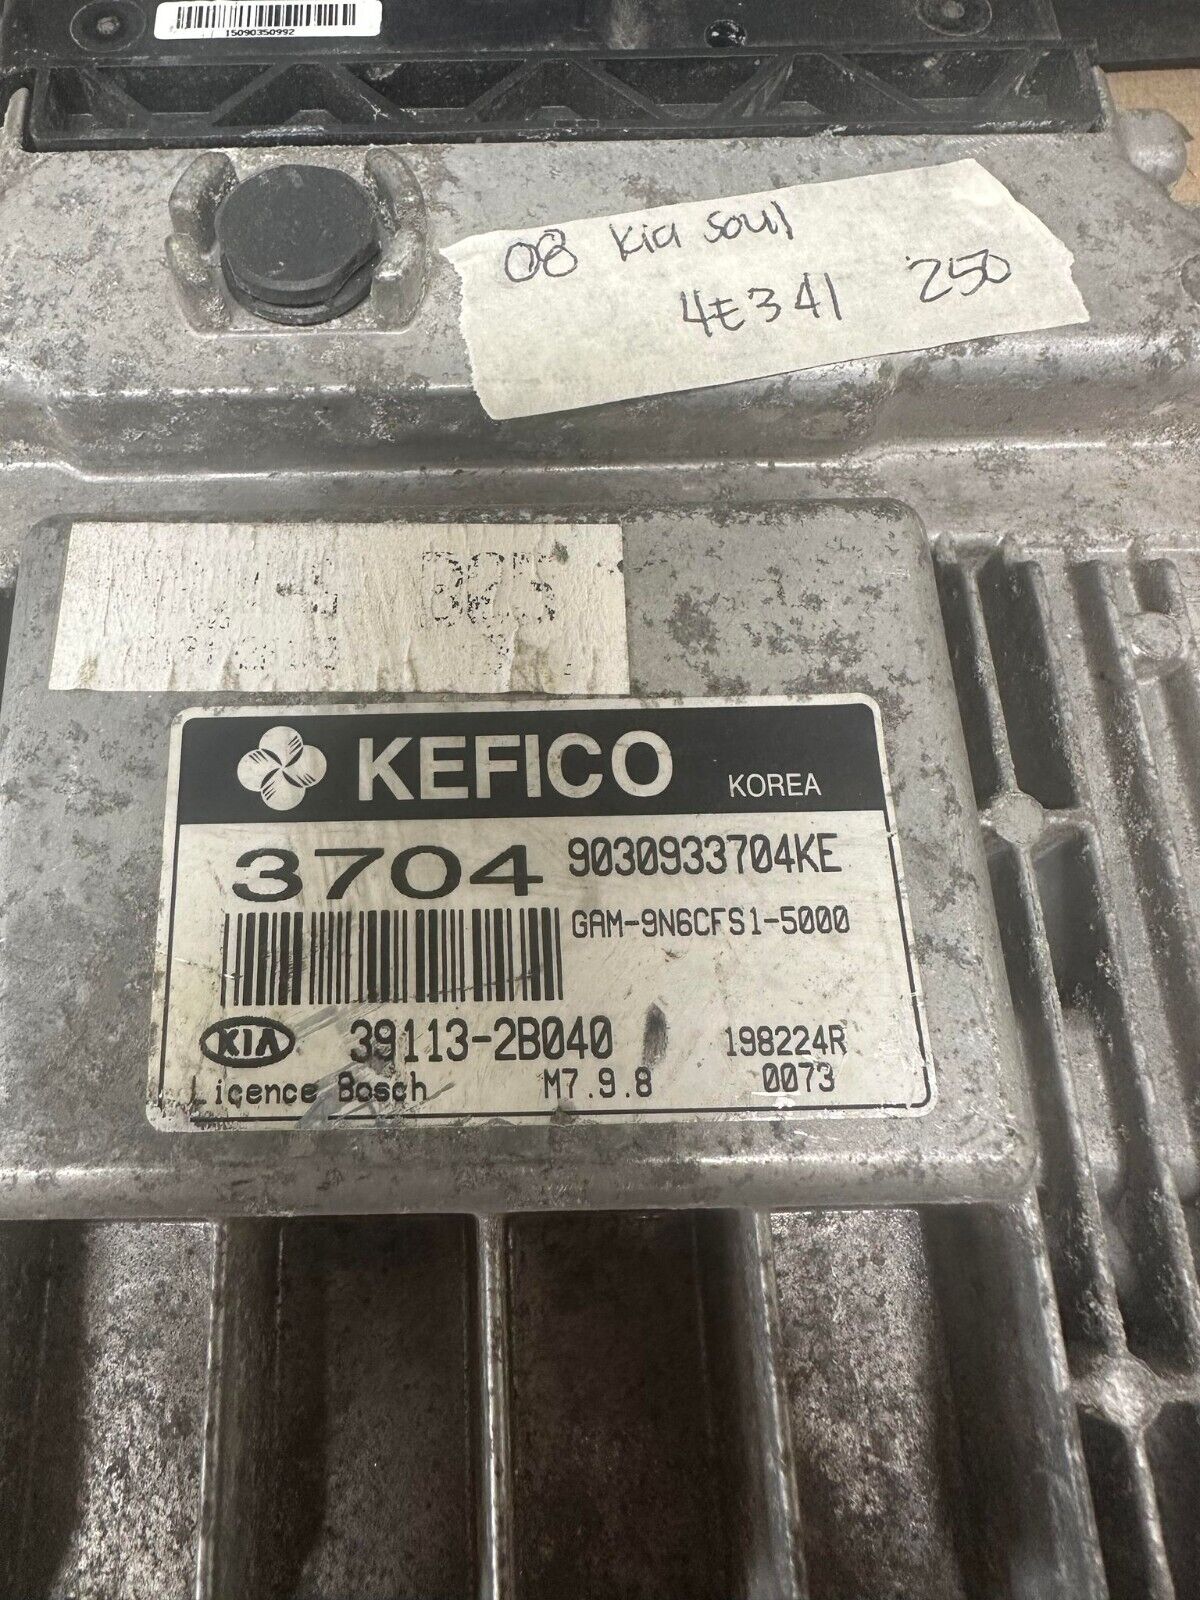 15090350992
08 Kia Soul
4E341 250
KEFICO KOREA
3704 9030933704KE
GAM-9N6CFS1-5000
KIA 39113-2B040 198224R
Licence Bosch M7.9.8 0073